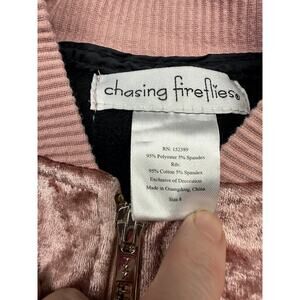 chasing fireflies®
RN: 152389
95% Polyester 5% Spandex
Rib:
95% Cotton 5% Spandex
Exclusive of Decoration
Made in Guangdong, China
Size 8